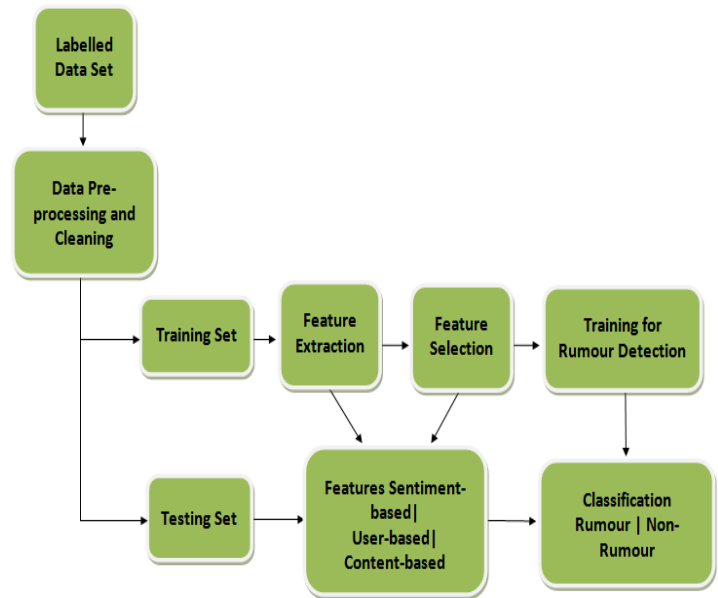 Labelled
Data Set
Data Pre-
processing and
Cleaning
Training Set
Feature
Extraction
Feature
Selection
Training for
Rumour Detection
Testing Set
Features Sentiment-
based|
User-based|
Content-based
Classification
Rumour | Non-
Rumour